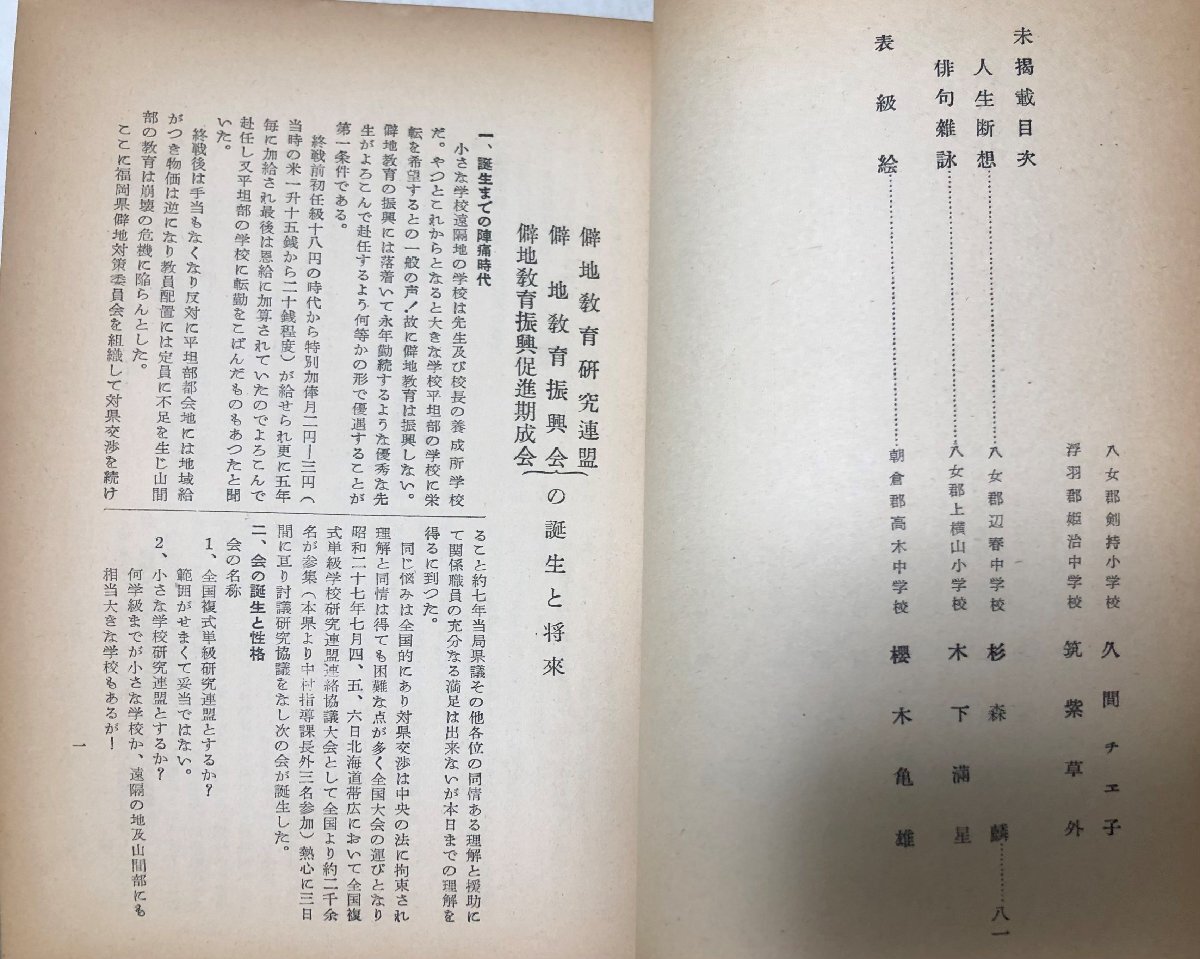 八女郡剣持小学校　久間チヱ子
浮羽郡姫治中学校　筑紫草外
未掲載目次
人生断想……………八女郡辺春中学校　杉森麟……八一
俳句雑詠……………八女郡上横山小学校　木下満星
表級絵……………朝倉郡高木中学校　櫻木亀雄
僻地教育研究連盟
僻地教育振興会
僻地教育振興促進期成会
の誕生と将来
一、誕生までの陣痛時代
小さな学校遠隔地の学校は先生及び校長の養成所学校
だ。やつとこれからとなると大きな学校平坦部の学校に栄
転を希望するとの一般の声！故に僻地教育は振興しない。
僻地教育の振興には落着いて永年勤続するような優秀な先
生がよろこんで赴任するよう何等かの形で優遇することが
第一条件である。
終戦前初任級十八円の時代から特別加俸月二円―三円（
当時の米一升十五銭から二十銭程度）が給せられ更に五年
毎に加給され最後は恩給に加算されていたのでよろこんで
赴任し又平坦部の学校に転勤をこばんだものもあつたと聞
いた。
終戦後は手当もなくなり反対に平坦部都会地には地域給
がつき物価は逆になり教員配置には定員に不足を生じ山間
部の教育は崩壊の危機に陥らんとした。
ここに福岡県僻地対策委員会を組織して対県交渉を続け
ること約七年当局県議その他各位の同情ある理解と援助に
て関係職員の充分なる満足は出来ないが本日までの理解を
得るに到つた。
同じ悩みは全国的にあり対県交渉は中央の法に拘束され
理解と同情は得ても困難な点が多く全国大会の運びとなり
昭和二十七年七月四、五、六日北海道帯広において全国複
式単級学校研究連盟連絡協議大会として全国より約二千余
名が参集（本県より中村指導課長外三名参加）熱心に三日
間に亘り討議研究協議をなし次の会が誕生した。
二、会の誕生と性格
会の名称
1、全国複式単級研究連盟とするか？
範囲がせまくて妥当ではない。
2、小さな学校研究連盟とするか？
何学級までが小さな学校か、遠隔の地及山間部にも
相当大きな学校もあるが！
一